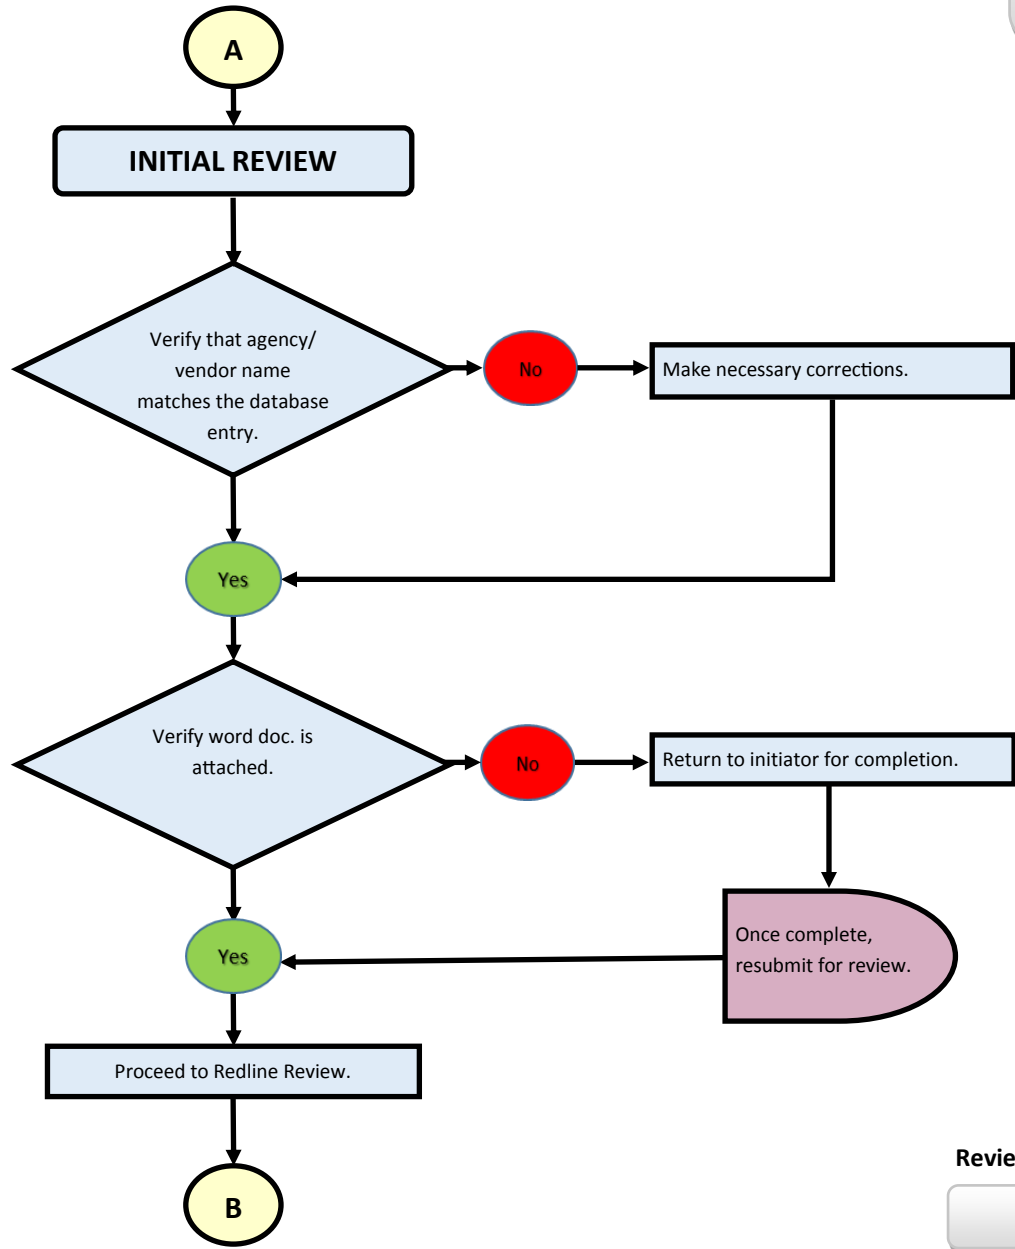 A
INITIAL REVIEW
Verify that agency/
vendor name
matches the database
entry.
No
Make necessary corrections.
Yes
Verify word doc. is
attached.
No
Return to initiator for completion.
Once complete,
resubmit for review.
Yes
Proceed to Redline Review.
B
Revie